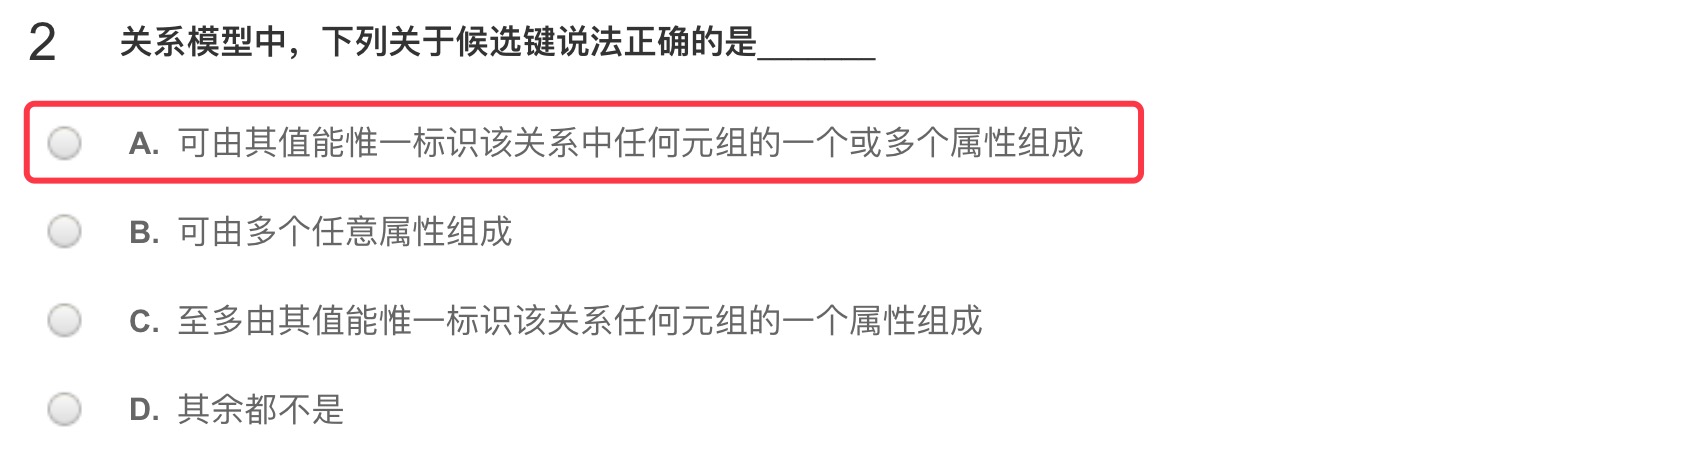 2 关系模型中，下列关于候选键说法正确的是_______
A. 可由其值能惟一标识该关系中任何元组的一个或多个属性组成
B. 可由多个任意属性组成
C. 至多由其值能惟一标识该关系任何元组的一个属性组成
D. 其余都不是